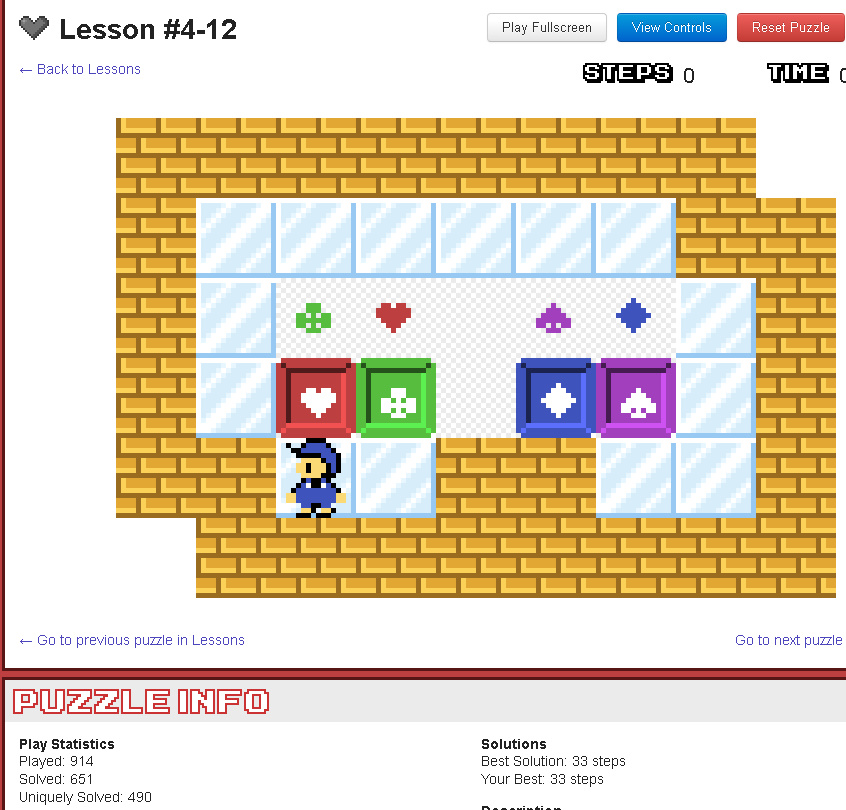 Lesson #4-12
Play Fullscreen
View Controls
Reset Puzzle
← Back to Lessons
STEPS 0
TIME 0
← Go to previous puzzle in Lessons
Go to next puzzle
PUZZLE INFO
Play Statistics
Played: 914
Solved: 651
Uniquely Solved: 490
Solutions
Best Solution: 33 steps
Your Best: 33 steps
Description